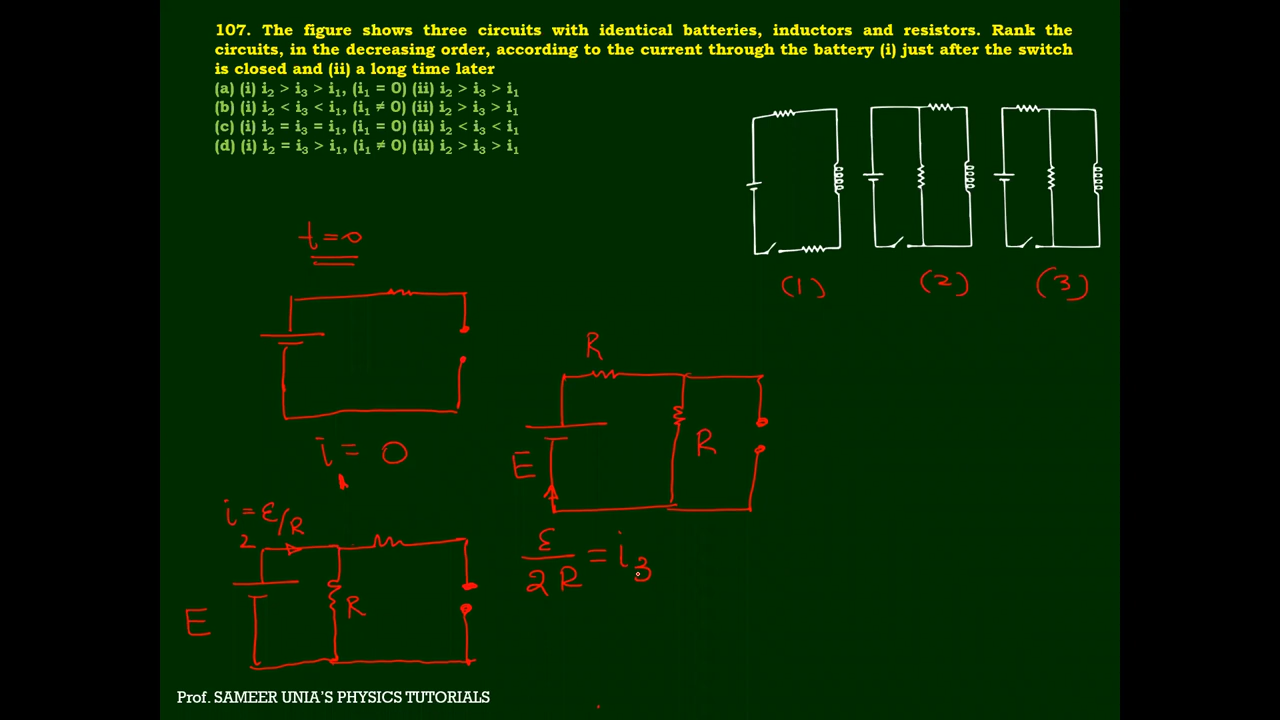 107. The figure shows three circuits with identical batteries, inductors and resistors. Rank the
circuits, in the decreasing order, according to the current through the battery (i) just after the switch
is closed and (ii) a long time later
(a) (i) i₂ > i₃ > i₁, (i₁ = 0) (ii) i₂ > i₃ > i₁
(b) (i) i₂ < i₃ < i₁, (i₁ ≠ 0) (ii) i₂ > i₃ > i₁
(c) (i) i₂ = i₃ = i₁, (i₁ = 0) (ii) i₂ < i₃ < i₁
(d) (i) i₂ = i₃ > i₁, (i₁ ≠ 0) (ii) i₂ > i₃ > i₁
(1) (2) (3)
t = 0
i₁ = 0
R
R
E
i₂ = ε/R
E
R
ε/2R = i₃
Prof. SAMEER UNIA'S PHYSICS TUTORIALS